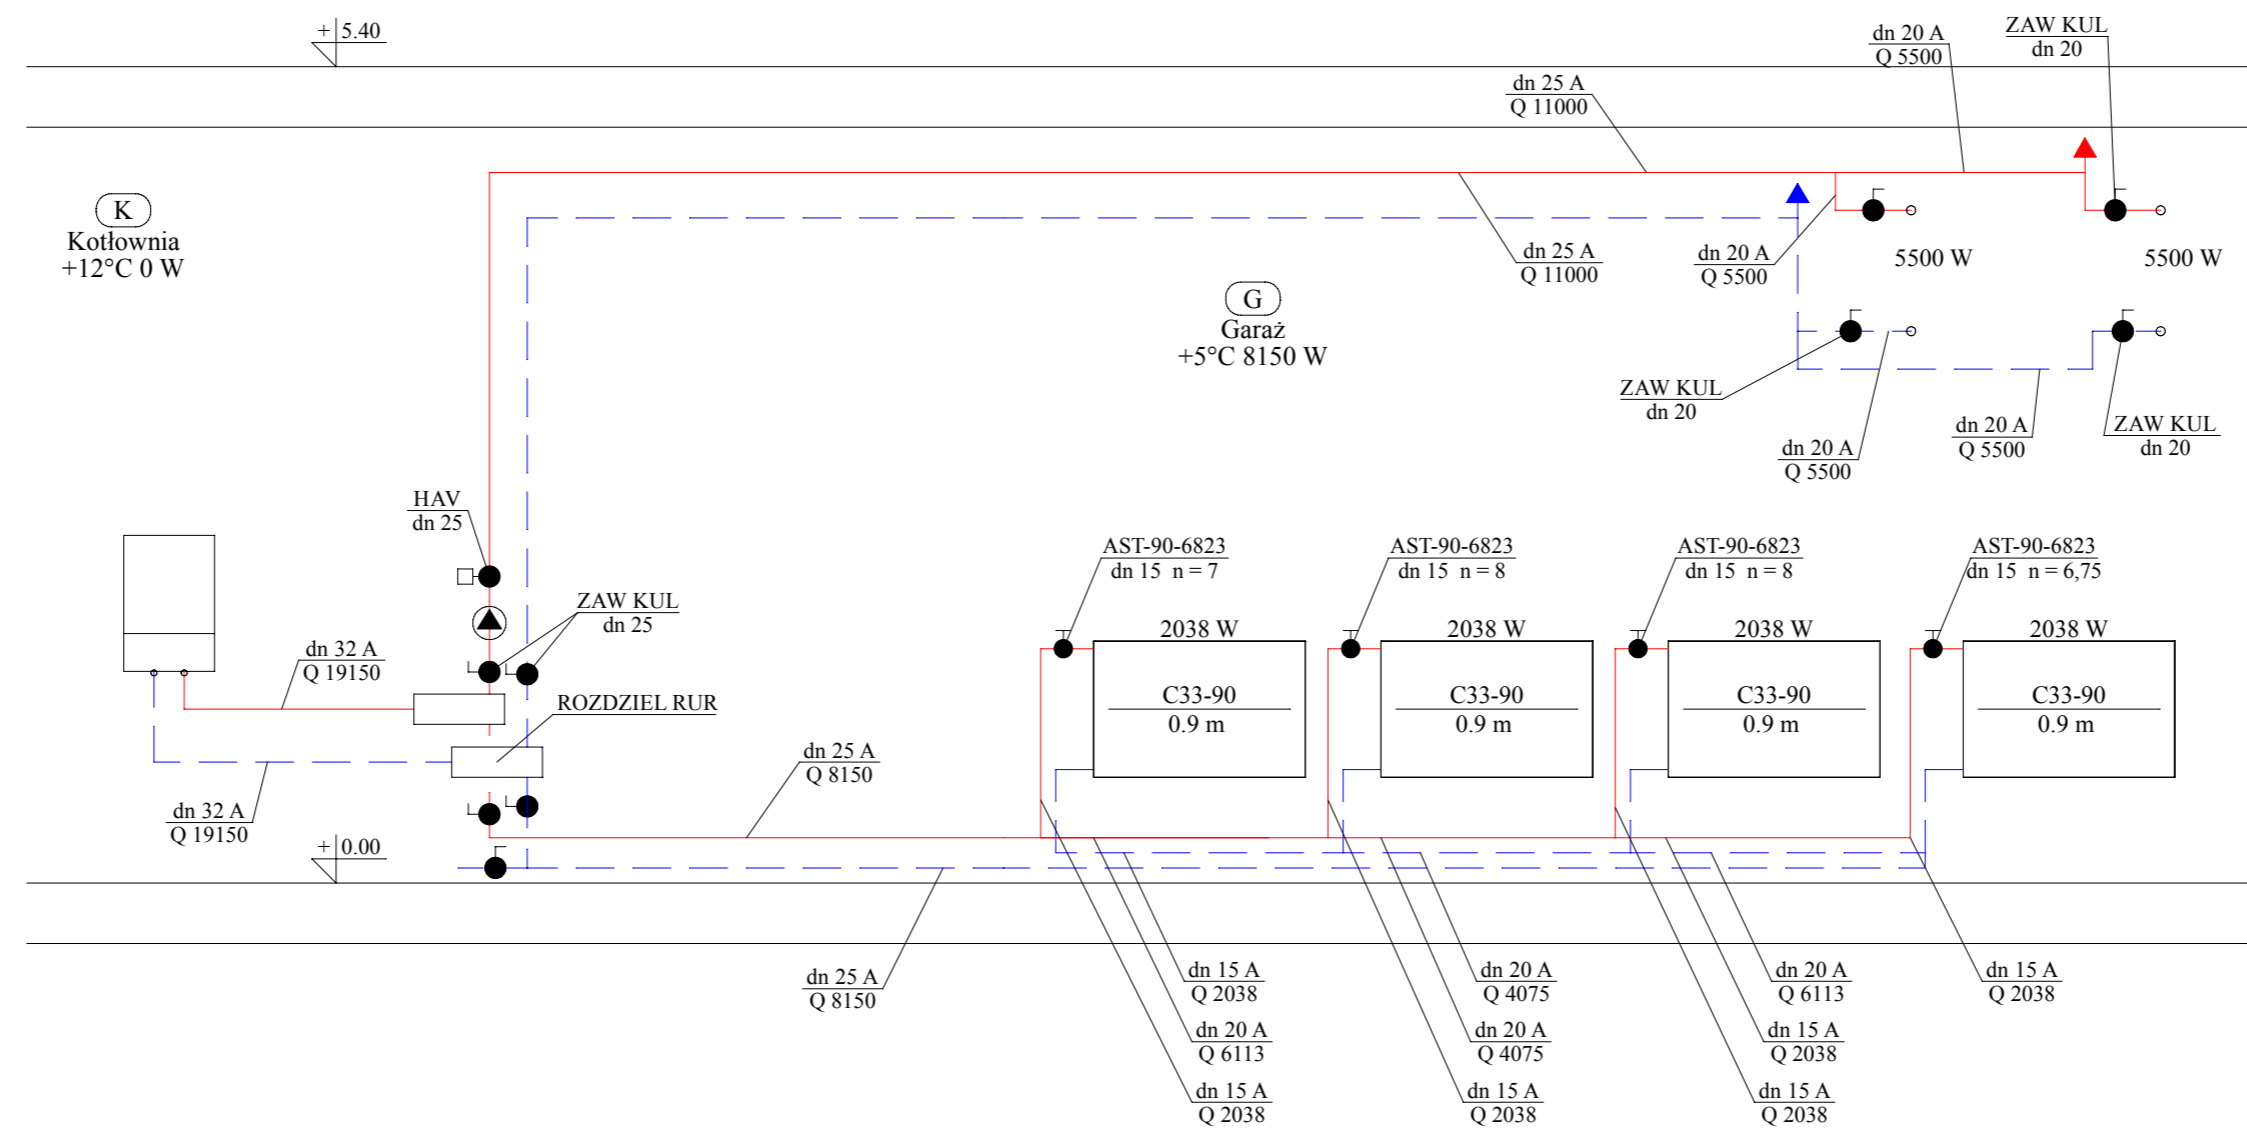 + 5.40
dn 20 A
Q 5500
ZAW KUL
dn 20
dn 25 A
Q 11000
K
Kotłownia
+12°C 0 W
dn 25 A
Q 11000
dn 20 A
Q 5500
5500 W
5500 W
G
Garaż
+5°C 8150 W
ZAW KUL
dn 20
dn 20 A
Q 5500
dn 20 A
Q 5500
ZAW KUL
dn 20
HAV
dn 25
AST-90-6823
dn 15 n = 7
AST-90-6823
dn 15 n = 8
AST-90-6823
dn 15 n = 8
AST-90-6823
dn 15 n = 6,75
ZAW KUL
dn 25
2038 W
2038 W
2038 W
2038 W
dn 32 A
Q 19150
ROZDZIEL RUR
C33-90
0.9 m
C33-90
0.9 m
C33-90
0.9 m
C33-90
0.9 m
dn 25 A
Q 8150
dn 32 A
Q 19150
+ 0.00
dn 25 A
Q 8150
dn 15 A
Q 2038
dn 20 A
Q 4075
dn 20 A
Q 6113
dn 15 A
Q 2038
dn 20 A
Q 6113
dn 20 A
Q 4075
dn 15 A
Q 2038
dn 15 A
Q 2038
dn 15 A
Q 2038
dn 15 A
Q 2038